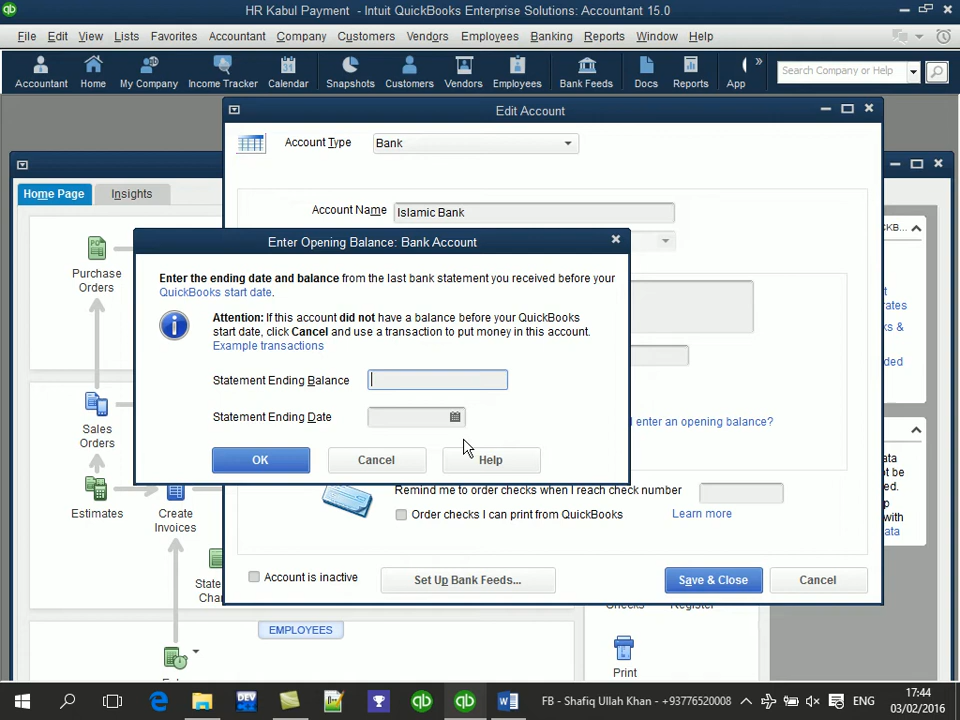 HR Kabul Payment - Intuit QuickBooks Enterprise Solutions: Accountant 15.0
File Edit View Lists Favorites Accountant Company Customers Vendors Employees Banking Reports Window Help
Accountant Home My Company Income Tracker Calendar Snapshots Customers Vendors Employees Bank Feeds Docs Reports App
Search Company or Help
Edit Account
Account Type Bank
Home Page Insights
Account Name Islamic Bank
Enter Opening Balance: Bank Account
Enter the ending date and balance from the last bank statement you received before your
QuickBooks start date.
Attention: If this account did not have a balance before your QuickBooks
start date, click Cancel and use a transaction to put money in this account.
Example transactions
Statement Ending Balance
Statement Ending Date
OK Cancel Help
Purchase
Orders
Sales
Orders
Estimates
Create
Invoices
enter an opening balance?
Remind me to order checks when I reach check number
Order checks I can print from QuickBooks Learn more
Account is inactive Set Up Bank Feeds... Save & Close Cancel
EMPLOYEES
Print
FB - Shafiq Ullah Khan - +93776520008
ENG
17:44
03/02/2016